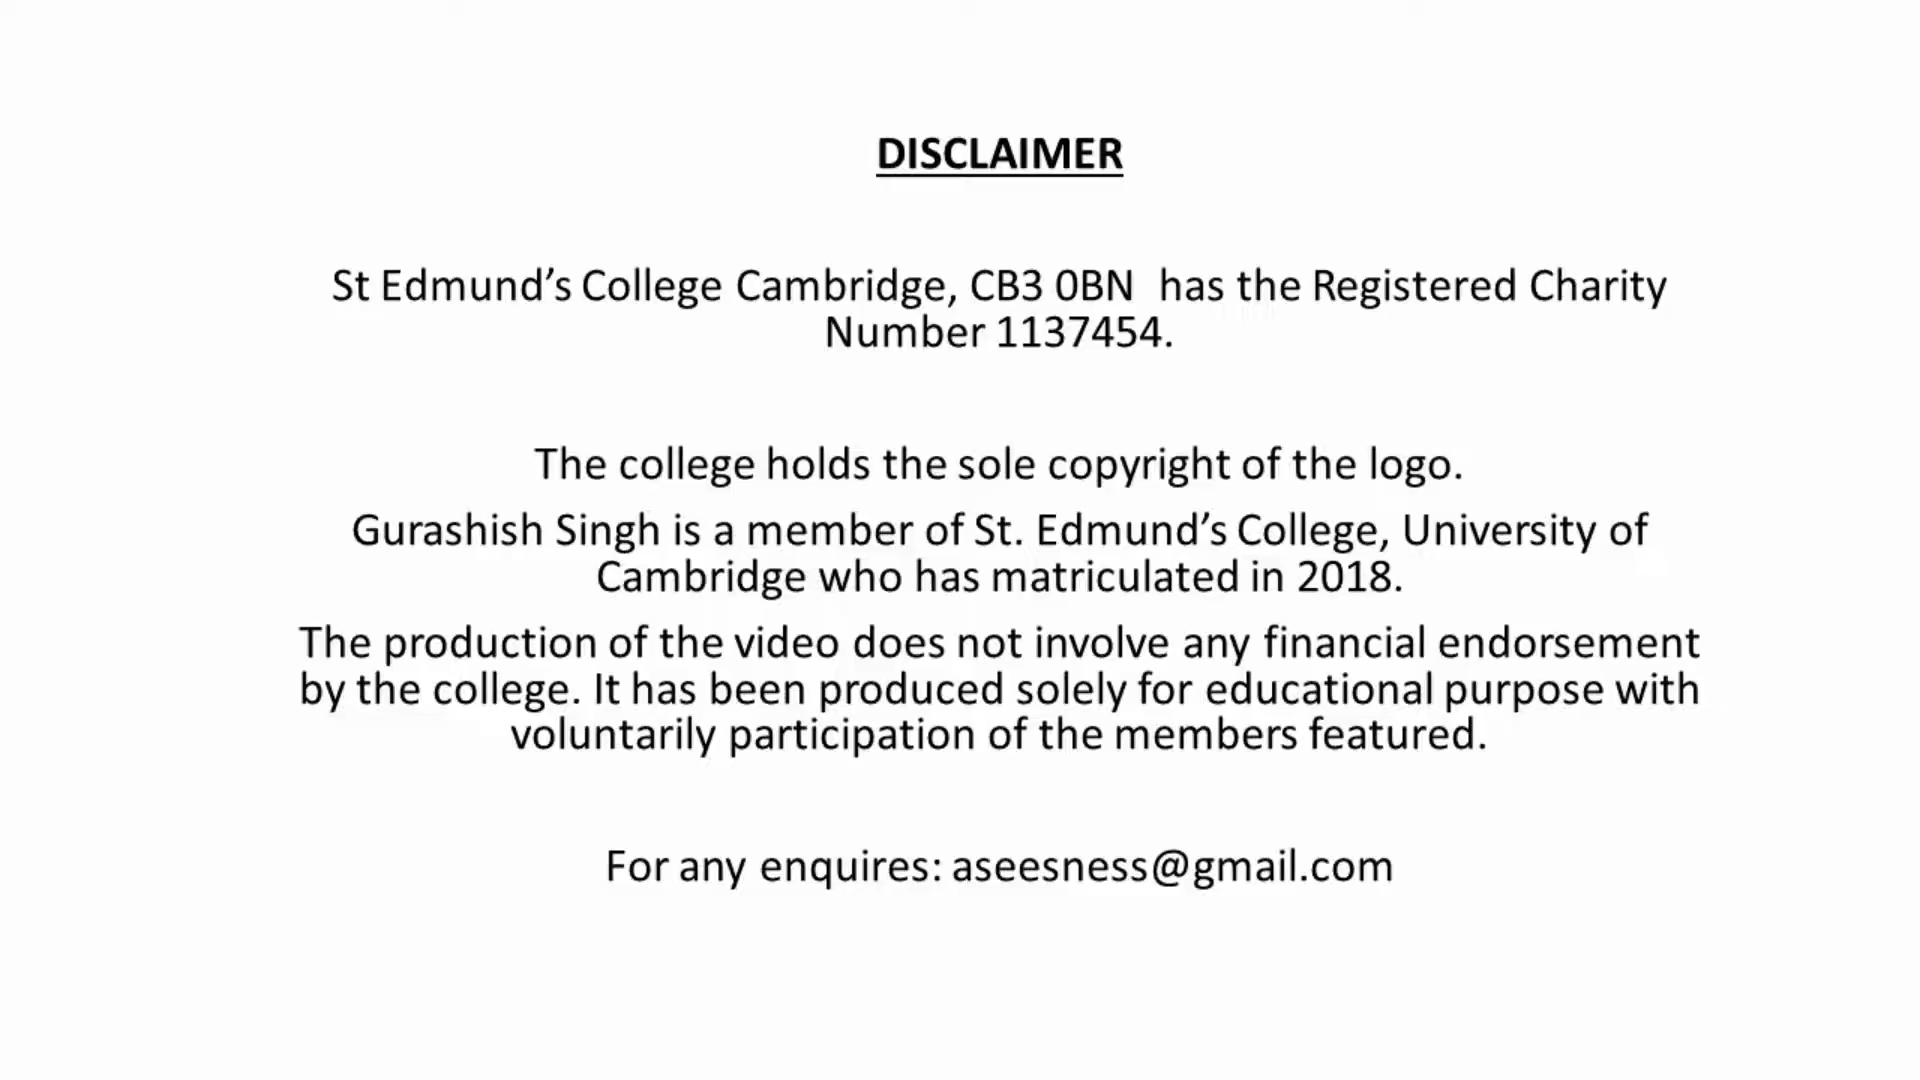 DISCLAIMER
St Edmund’s College Cambridge, CB3 0BN  has the Registered Charity
Number 1137454.
The college holds the sole copyright of the logo.
Gurashish Singh is a member of St. Edmund’s College, University of
Cambridge who has matriculated in 2018.
The production of the video does not involve any financial endorsement
by the college. It has been produced solely for educational purpose with
voluntarily participation of the members featured.
For any enquires: aseesness@gmail.com